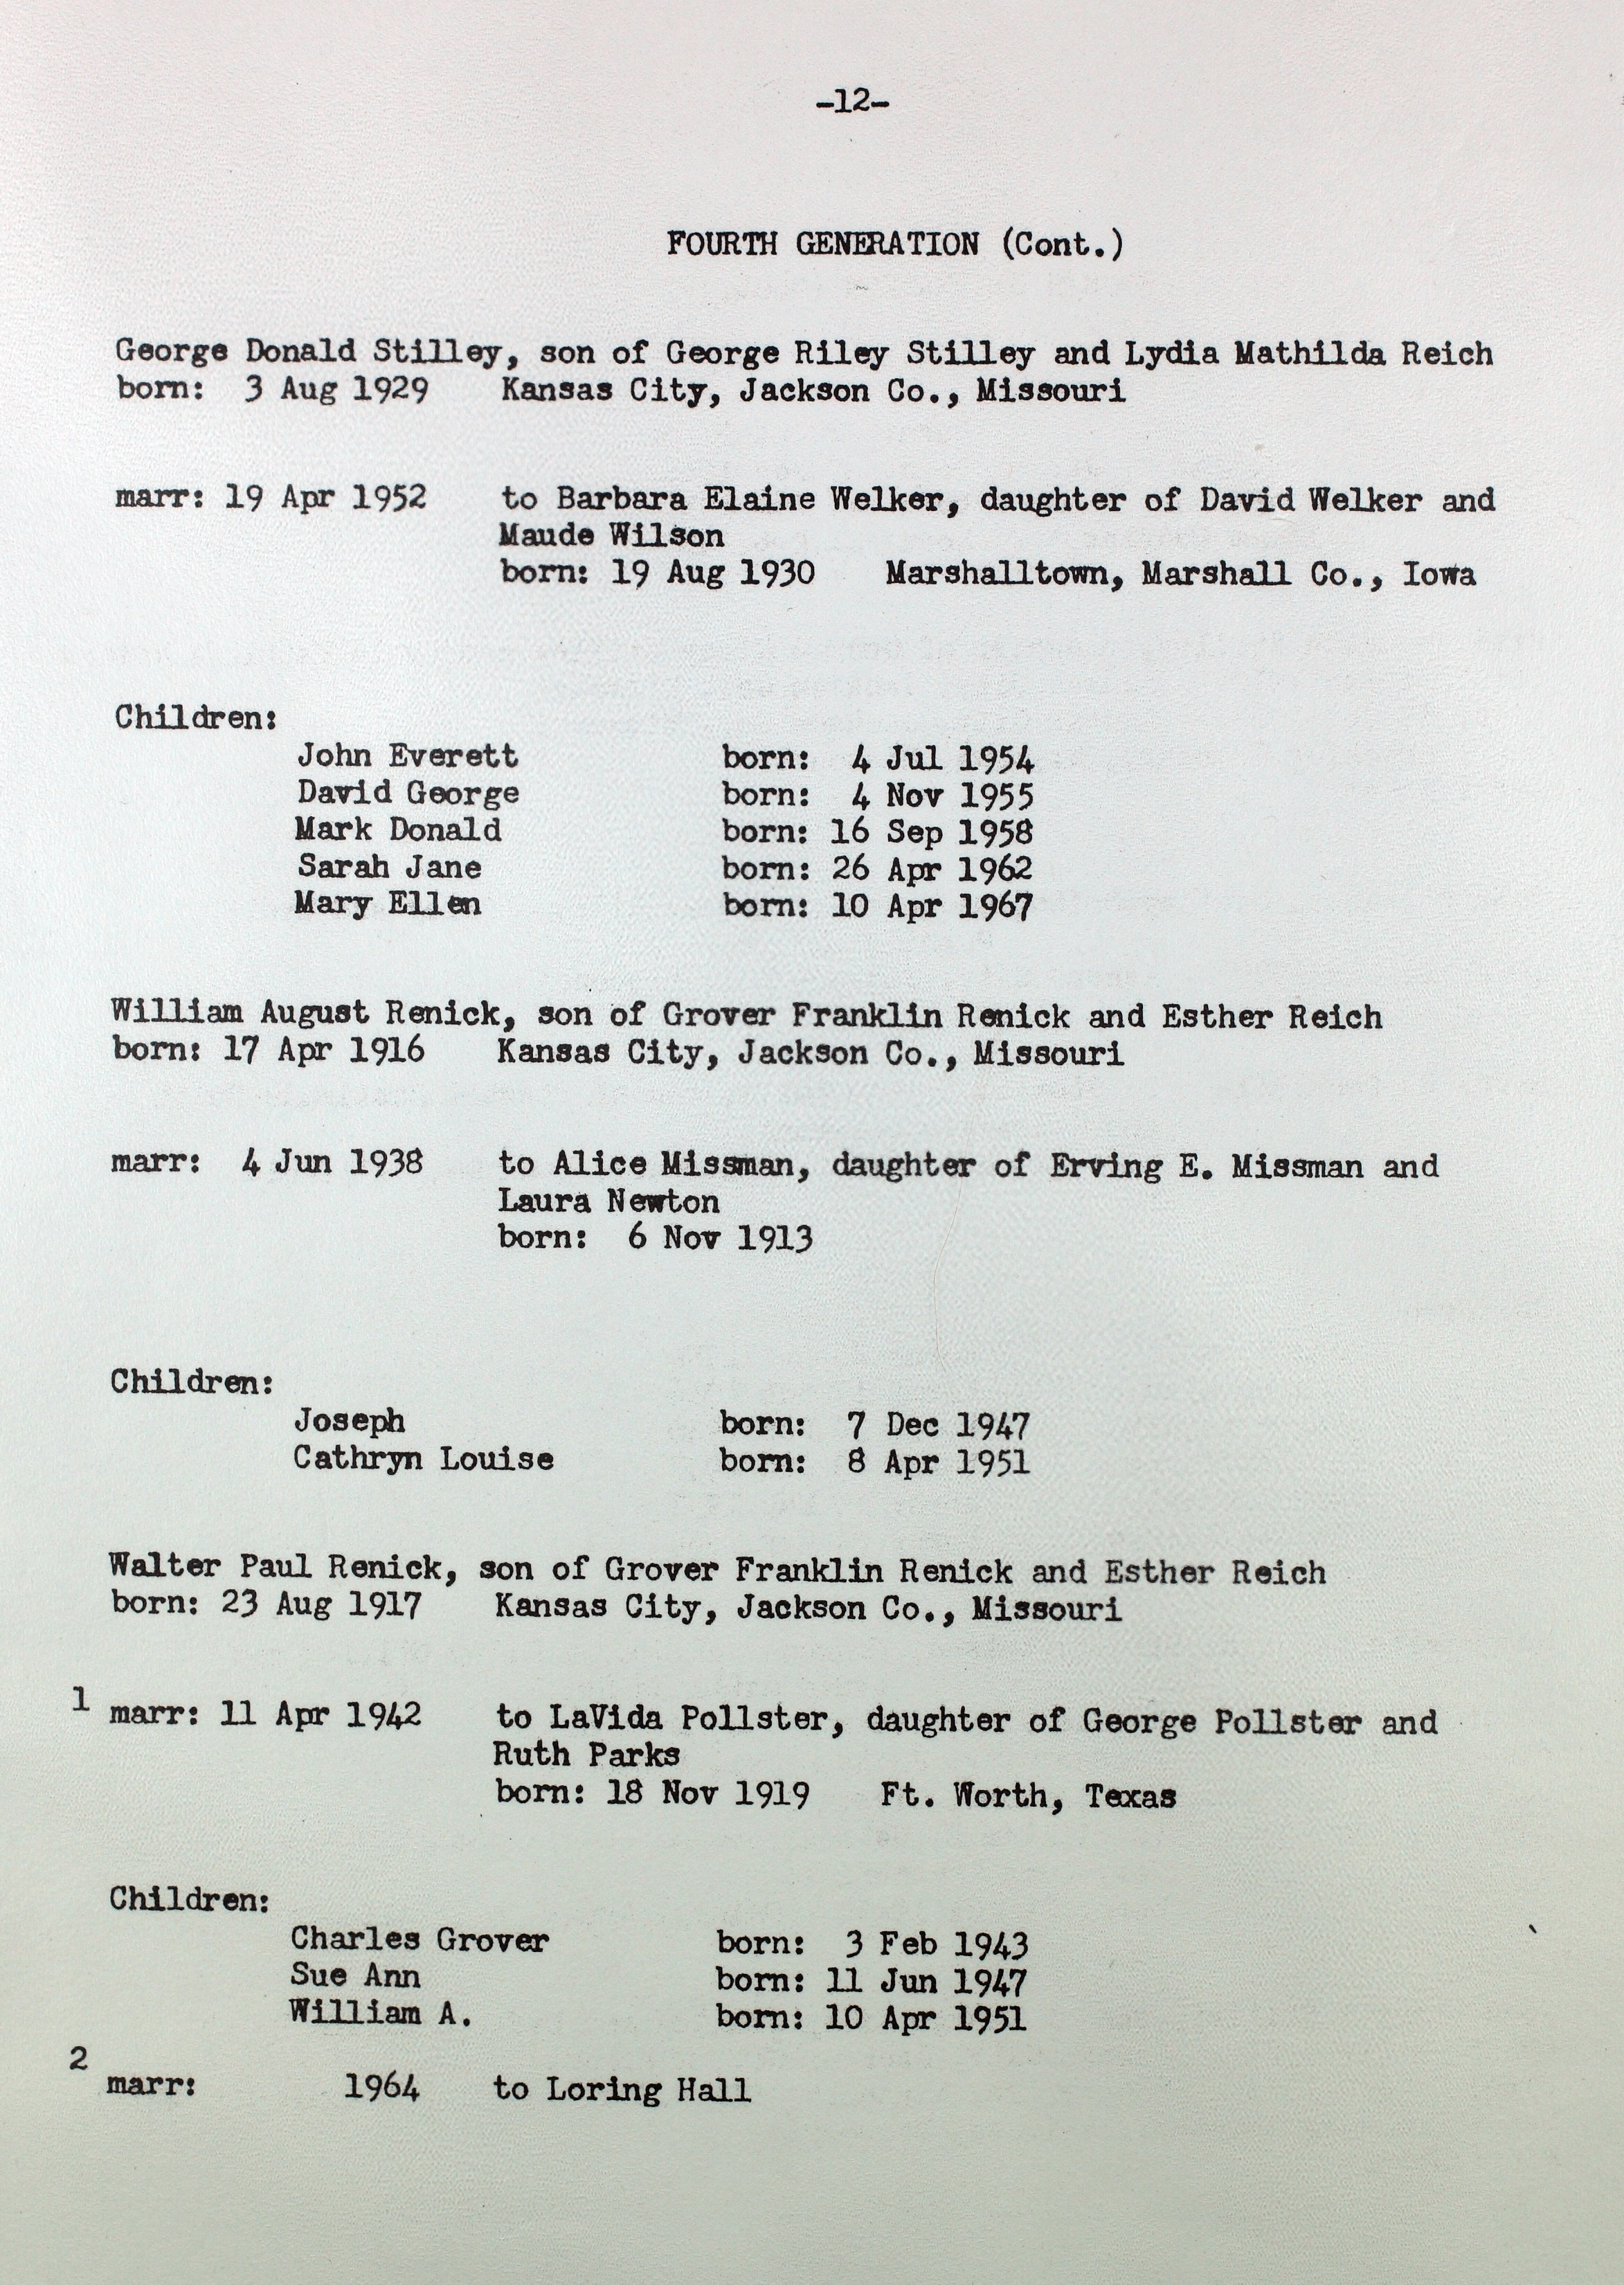 -12-
FOURTH GENERATION (Cont.)
George Donald Stilley, son of George Riley Stilley and Lydia Mathilda Reich
born: 3 Aug 1929 Kansas City, Jackson Co., Missouri
marr: 19 Apr 1952 to Barbara Elaine Welker, daughter of David Welker and
Maude Wilson
born: 19 Aug 1930 Marshalltown, Marshall Co., Iowa
Children:
John Everett born: 4 Jul 1954
David George born: 4 Nov 1955
Mark Donald born: 16 Sep 1958
Sarah Jane born: 26 Apr 1962
Mary Ellen born: 10 Apr 1967
William August Renick, son of Grover Franklin Renick and Esther Reich
born: 17 Apr 1916 Kansas City, Jackson Co., Missouri
marr: 4 Jun 1938 to Alice Missman, daughter of Erving E. Missman and
Laura Newton
born: 6 Nov 1913
Children:
Joseph born: 7 Dec 1947
Cathryn Louise born: 8 Apr 1951
Walter Paul Renick, son of Grover Franklin Renick and Esther Reich
born: 23 Aug 1917 Kansas City, Jackson Co., Missouri
1 marr: 11 Apr 1942 to LaVida Pollster, daughter of George Pollster and
Ruth Parks
born: 18 Nov 1919 Ft. Worth, Texas
Children:
Charles Grover born: 3 Feb 1943
Sue Ann born: 11 Jun 1947
William A. born: 10 Apr 1951
2
marr: 1964 to Loring Hall